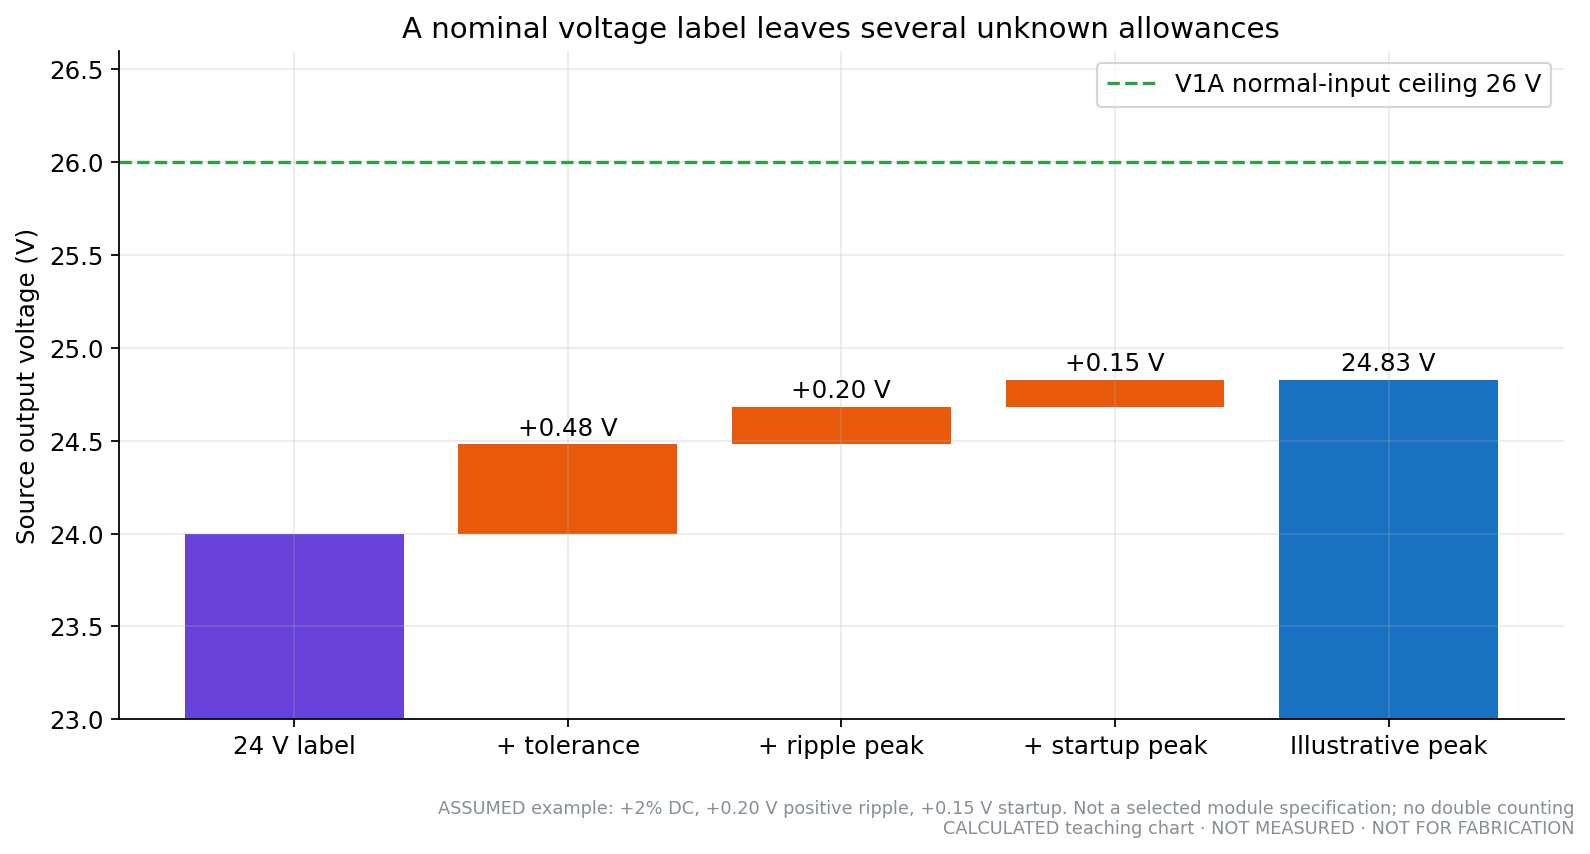 A nominal voltage label leaves several unknown allowances
V1A normal-input ceiling 26 V
Source output voltage (V)
26.5
26.0
25.5
25.0
24.5
24.0
23.5
23.0
+0.48 V
+0.20 V
+0.15 V
24.83 V
24 V label
+ tolerance
+ ripple peak
+ startup peak
Illustrative peak
ASSUMED example: +2% DC, +0.20 V positive ripple, +0.15 V startup. Not a selected module specification; no double counting
CALCULATED teaching chart · NOT MEASURED · NOT FOR FABRICATION